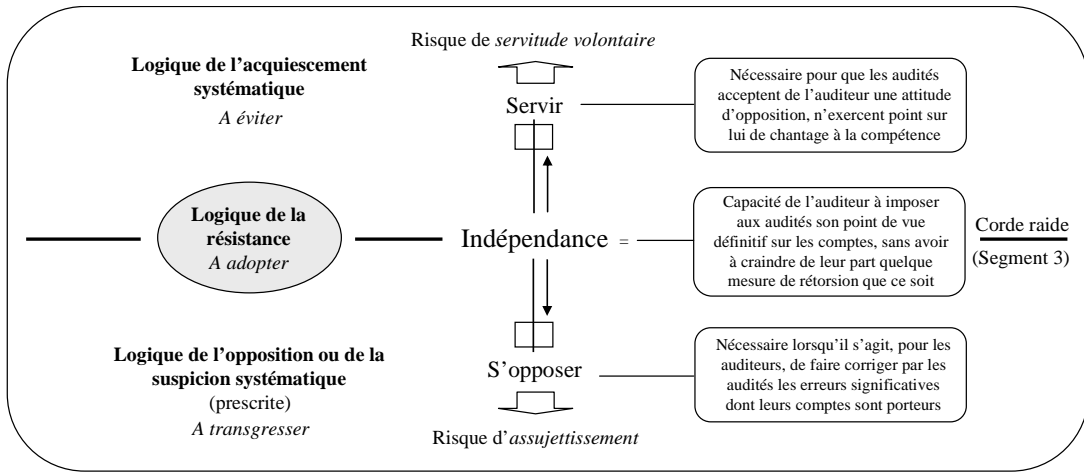 Risque de servitude volontaire
Logique de l'acquiescement
systématique
A éviter
Servir
Nécessaire pour que les audités
acceptent de l'auditeur une attitude
d'opposition, n'exercent point sur
lui de chantage à la compétence
Logique de la
résistance
A adopter
Indépendance =
Capacité de l'auditeur à imposer
aux audités son point de vue
définitif sur les comptes, sans avoir
à craindre de leur part quelque
mesure de rétorsion que ce soit
Corde raide
(Segment 3)
Logique de l'opposition ou de la
suspicion systématique
(prescrite)
A transgresser
S'opposer
Nécessaire lorsqu'il s'agit, pour les
auditeurs, de faire corriger par les
audités les erreurs significatives
dont leurs comptes sont porteurs
Risque d'assujettissement